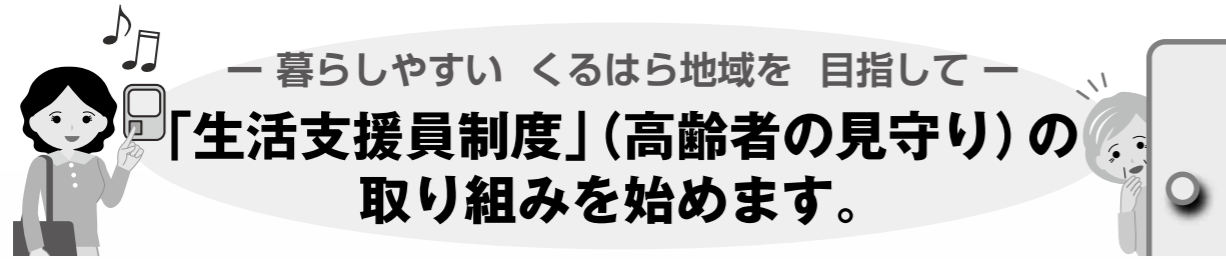 ー 暮らしやすい くるはら地域を 目指して ー
「生活支援員制度」（高齢者の見守り）の
取り組みを始めます。